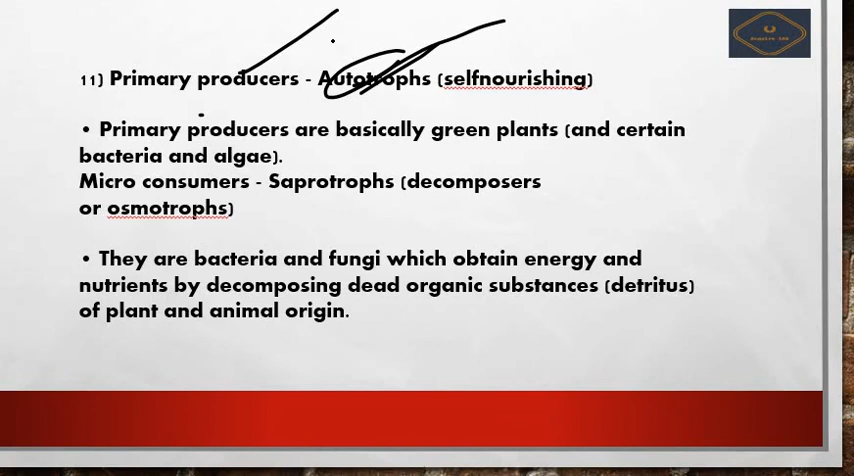 11) Primary producers - Autotrophs (selfnourishing)
• Primary producers are basically green plants (and certain
bacteria and algae).
Micro consumers - Saprotrophs (decomposers
or osmotrophs)
• They are bacteria and fungi which obtain energy and
nutrients by decomposing dead organic substances (detritus)
of plant and animal origin.